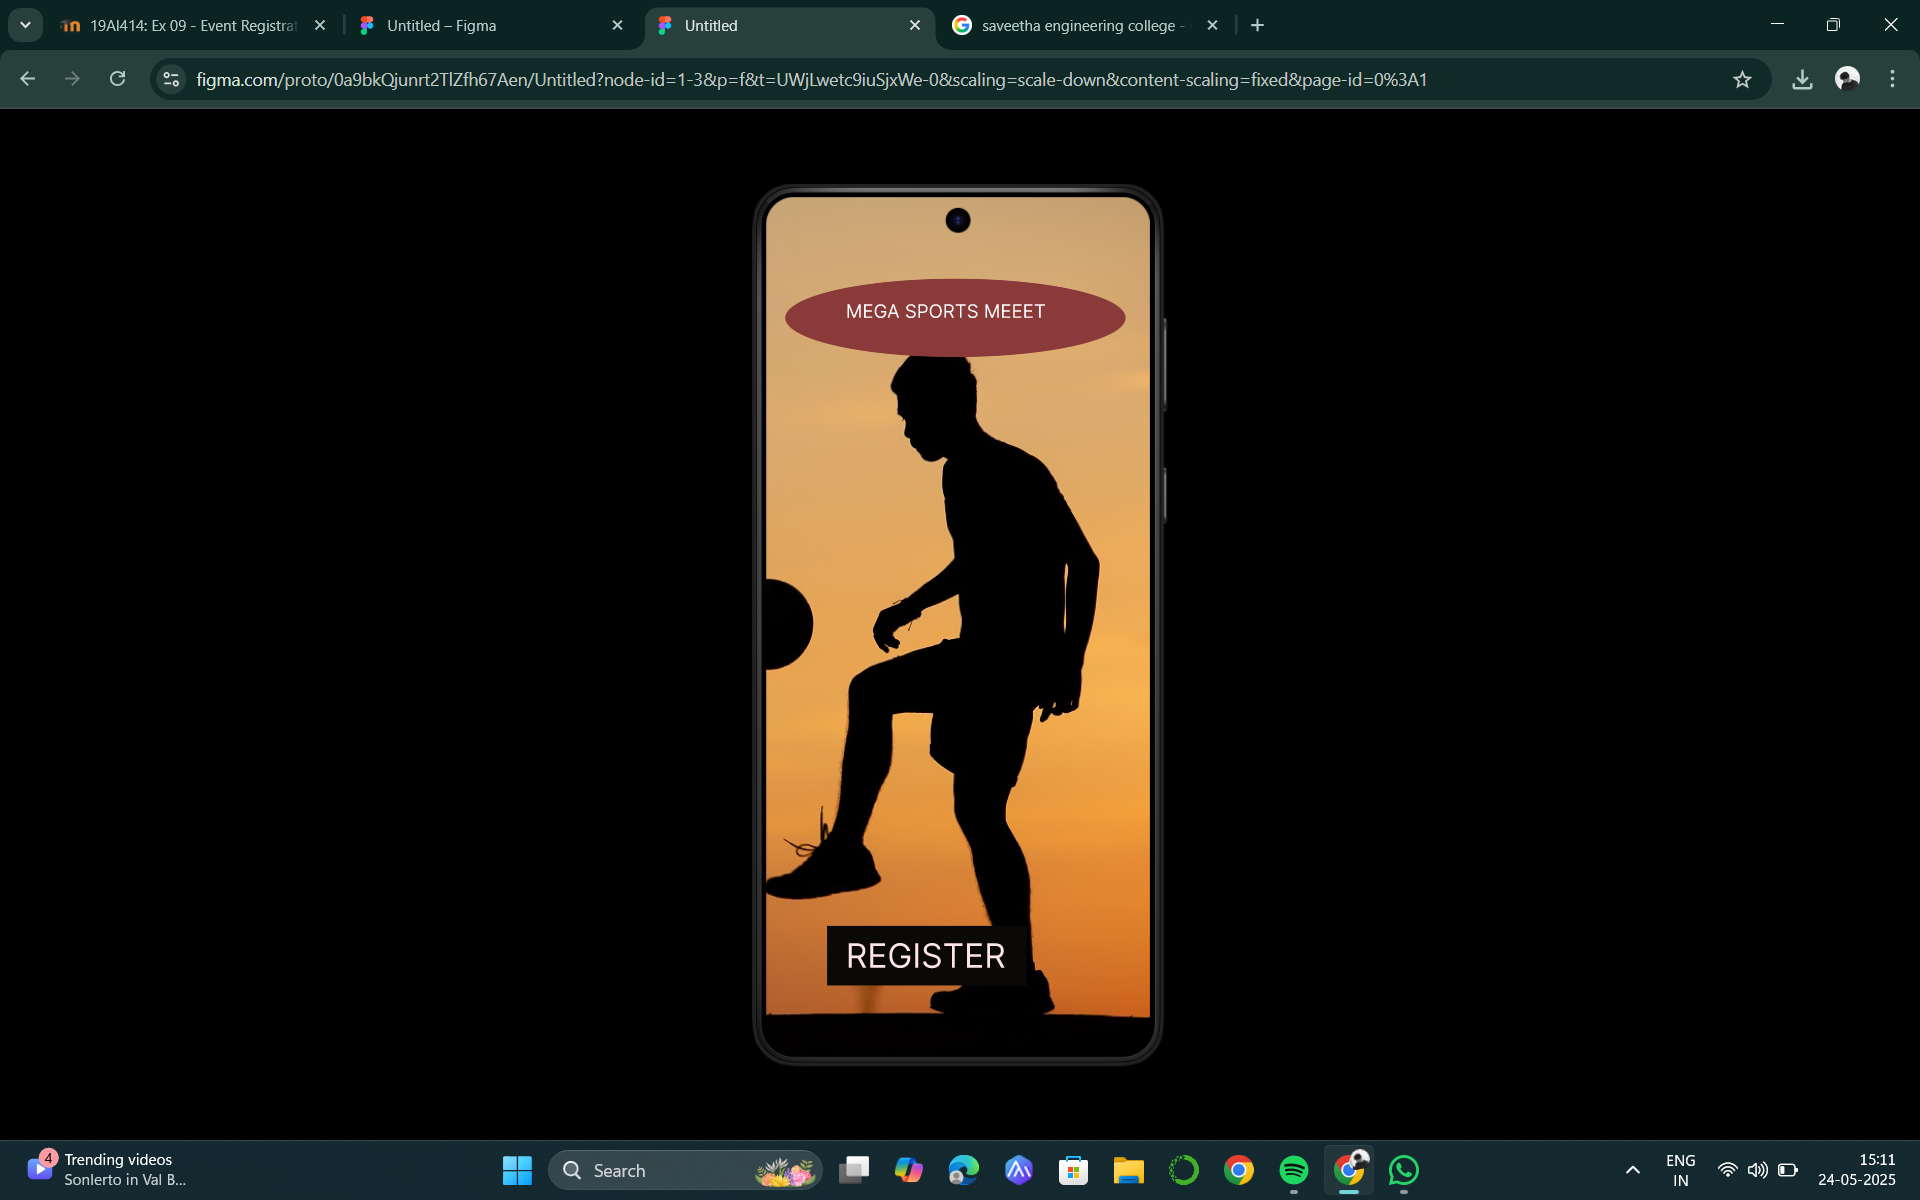 19AI414: Ex 09 - Event Registrat
Untitled – Figma
Untitled
saveetha engineering college -
figma.com/proto/0a9bkQjunrt2TlZfh67Aen/Untitled?node-id=1-3&p=f&t=UWjLwetc9iuSjxWe-0&scaling=scale-down&content-scaling=fixed&page-id=0%3A1
MEGA SPORTS MEEET
REGISTER
4
Trending videos
Sonlerto in Val B...
Search
ENG
IN
15:11
24-05-2025